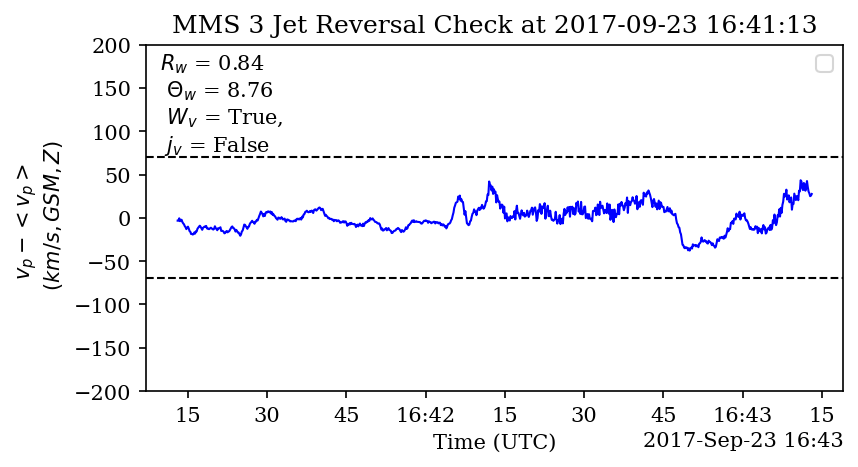 MMS 3 Jet Reversal Check at 2017-09-23 16:41:13
R_w = 0.84
Θ_w = 8.76
W_v = True,
j_v = False
v_p − < v_p >
(km/s, GSM, Z)
200
150
100
50
0
−50
−100
−150
−200
15 30 45 16:42 15 30 45 16:43 15
Time (UTC)
2017-Sep-23 16:43